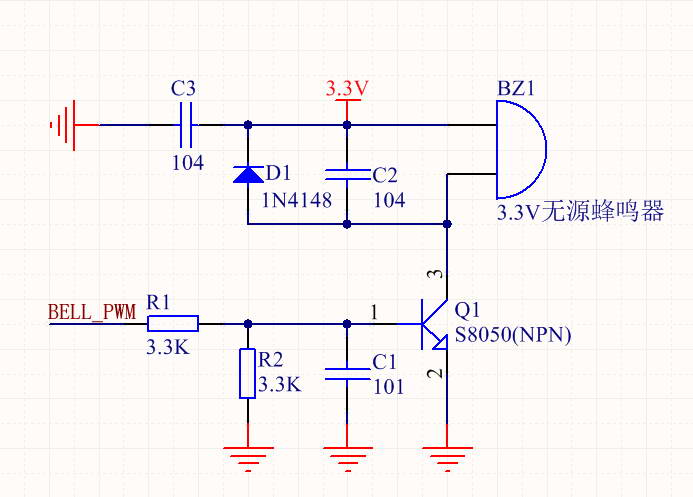 C3
3.3V
BZ1
104
D1
1N4148
C2
104
3.3V无源蜂鸣器
3
BELL_PWM
R1
3.3K
1
Q1
S8050(NPN)
R2
3.3K
C1
101
2